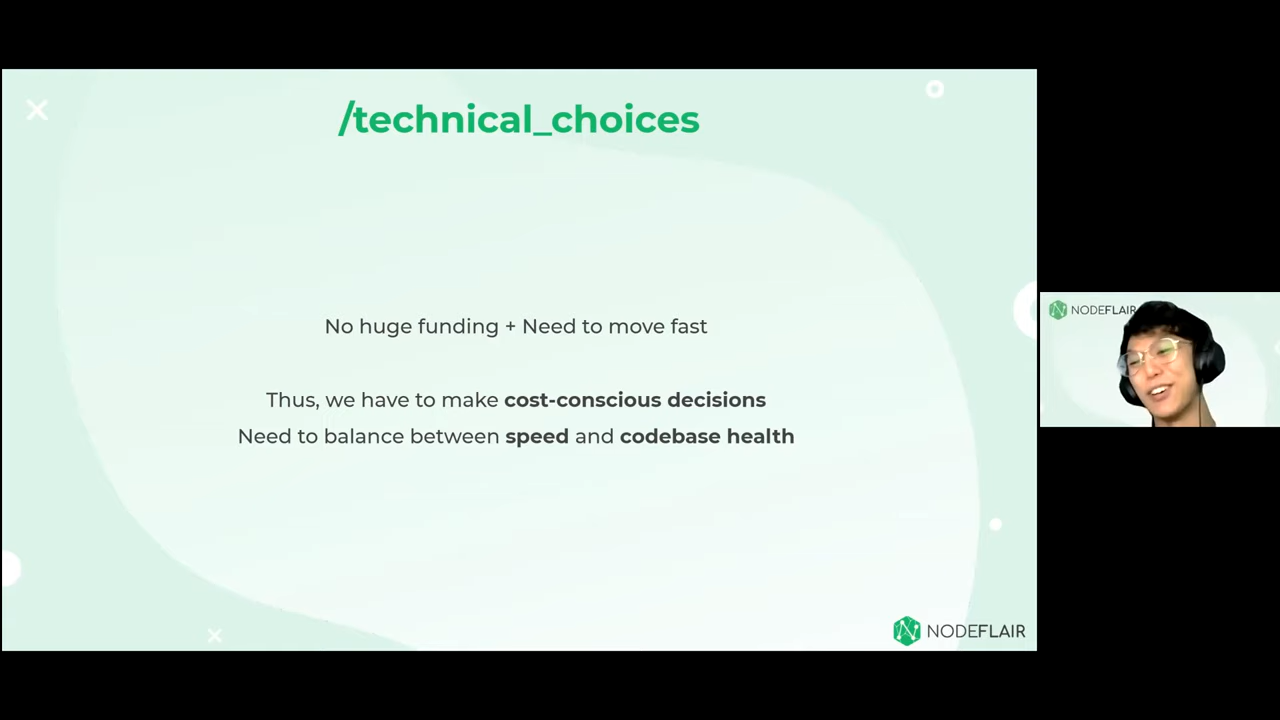 /technical_choices
No huge funding + Need to move fast
Thus, we have to make cost-conscious decisions
Need to balance between speed and codebase health
NODEFLAIR
NODEFLAIR